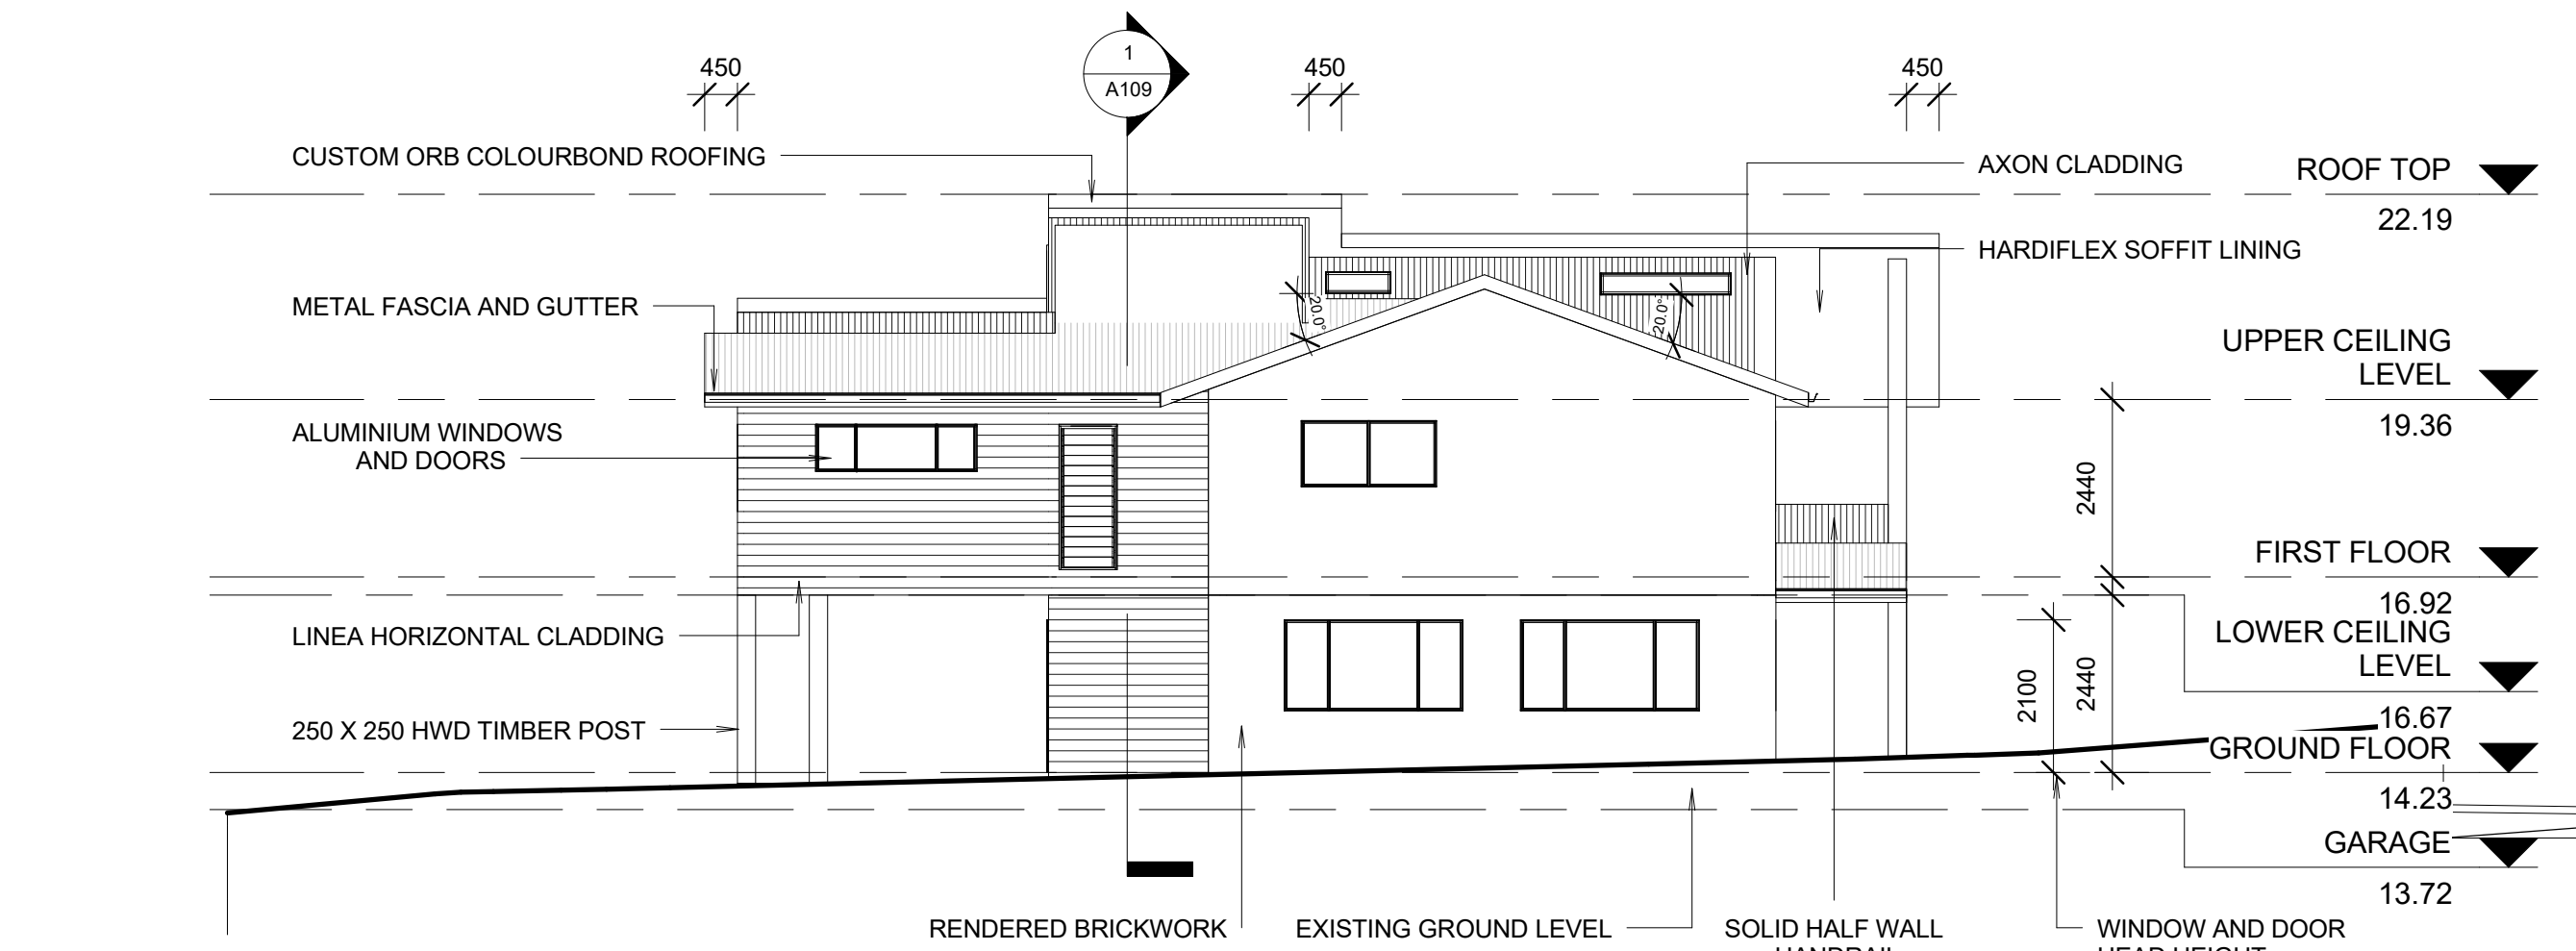 450
1
A109
450
450
CUSTOM ORB COLOURBOND ROOFING
AXON CLADDING
ROOF TOP
22.19
HARDIFLEX SOFFIT LINING
METAL FASCIA AND GUTTER
20.0°
20.0°
UPPER CEILING
LEVEL
19.36
ALUMINIUM WINDOWS
AND DOORS
2440
FIRST FLOOR
16.92
LINEA HORIZONTAL CLADDING
LOWER CEILING
LEVEL
16.67
2100
2440
250 X 250 HWD TIMBER POST
GROUND FLOOR
14.23
GARAGE
13.72
RENDERED BRICKWORK
EXISTING GROUND LEVEL
SOLID HALF WALL
HANDRAIL
WINDOW AND DOOR
HEAD HEIGHT